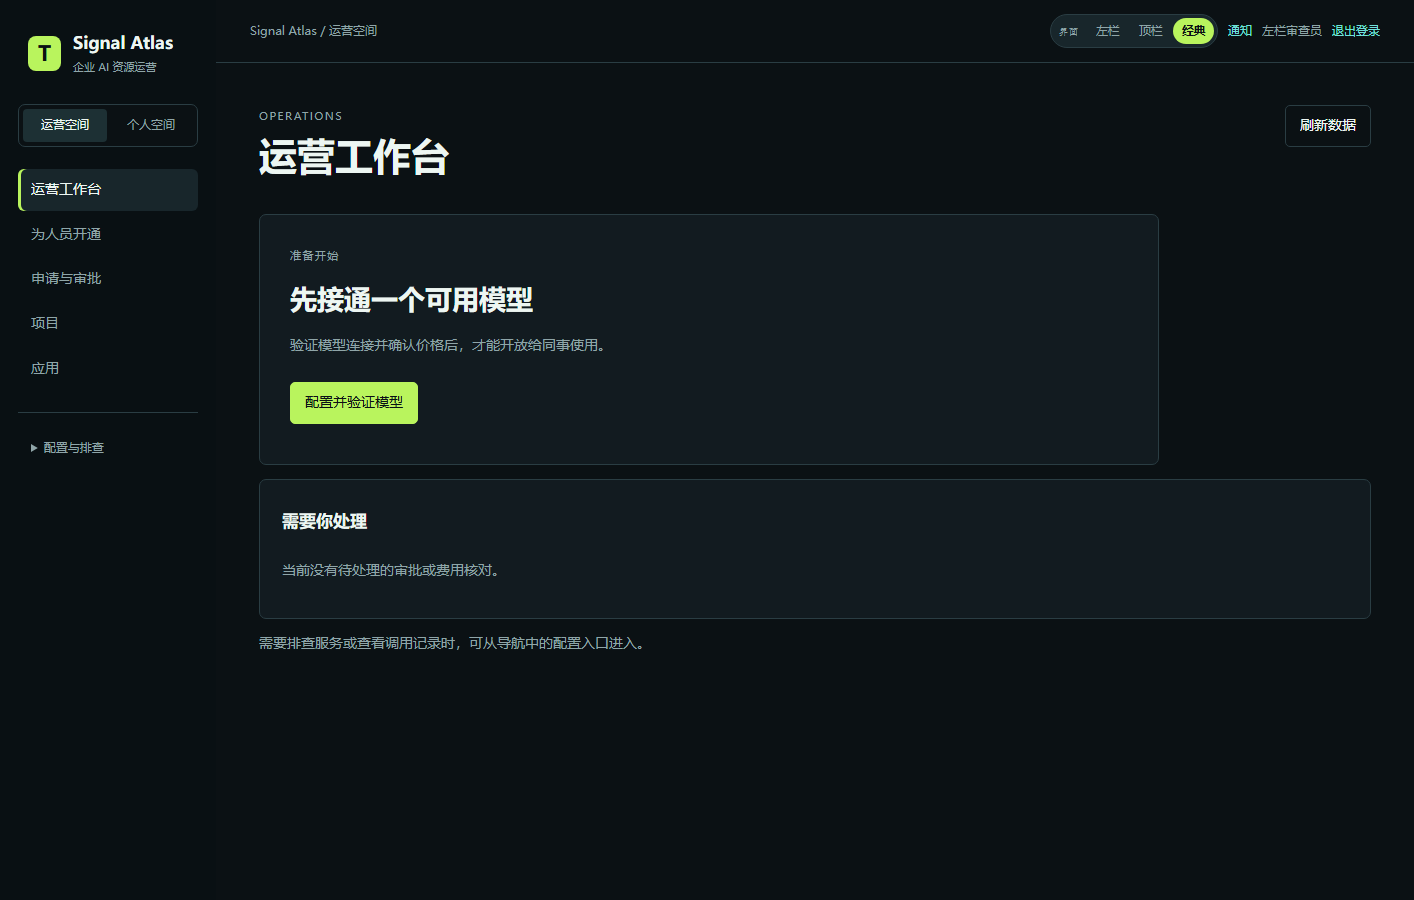 T
Signal Atlas
企业 AI 资源运营
运营空间
个人空间
运营工作台
为人员开通
申请与审批
项目
应用
配置与排查
Signal Atlas / 运营空间
界面
左栏
顶栏
经典
通知
左栏审查员
退出登录
OPERATIONS
运营工作台
刷新数据
准备开始
先接通一个可用模型
验证模型连接并确认价格后，才能开放给同事使用。
配置并验证模型
需要你处理
当前没有待处理的审批或费用核对。
需要排查服务或查看调用记录时，可从导航中的配置入口进入。